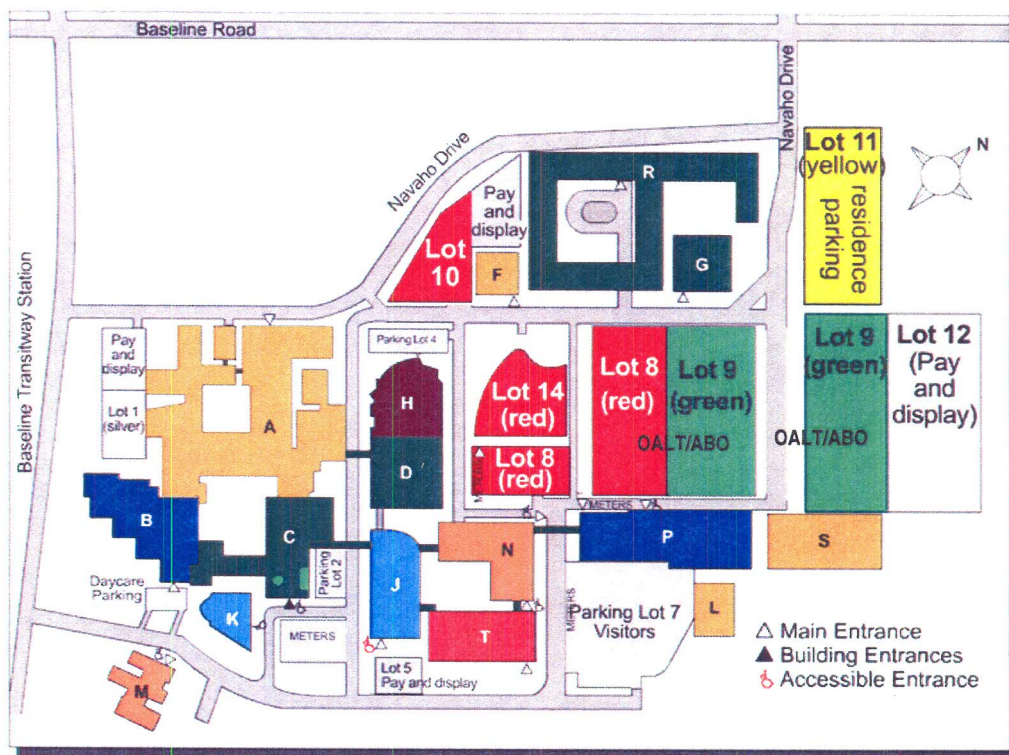 Baseline Road
Navaho Drive
Navaho Drive
Baseline Transitway Station
N
Lot 11
(yellow)
residence
parking
R
Pay
and
display
Lot
10
F
G
Pay
and
display
Lot 1
(silver)
A
Parking Lot 4
H
D
Lot 14
(red)
METERS
Lot 8
(red)
Lot 8
(red)
Lot 9
(green)
OALT/ABO
Lot 9
(green)
OALT/ABO
Lot 12
(Pay
and
display)
B
C
Parking
Lot 2
J
N
METERS
P
S
Daycare
Parking
K
METERS
T
METERS
Parking Lot 7
Visitors
L
M
Lot 5
Pay and display
Main Entrance
Building Entrances
Accessible Entrance